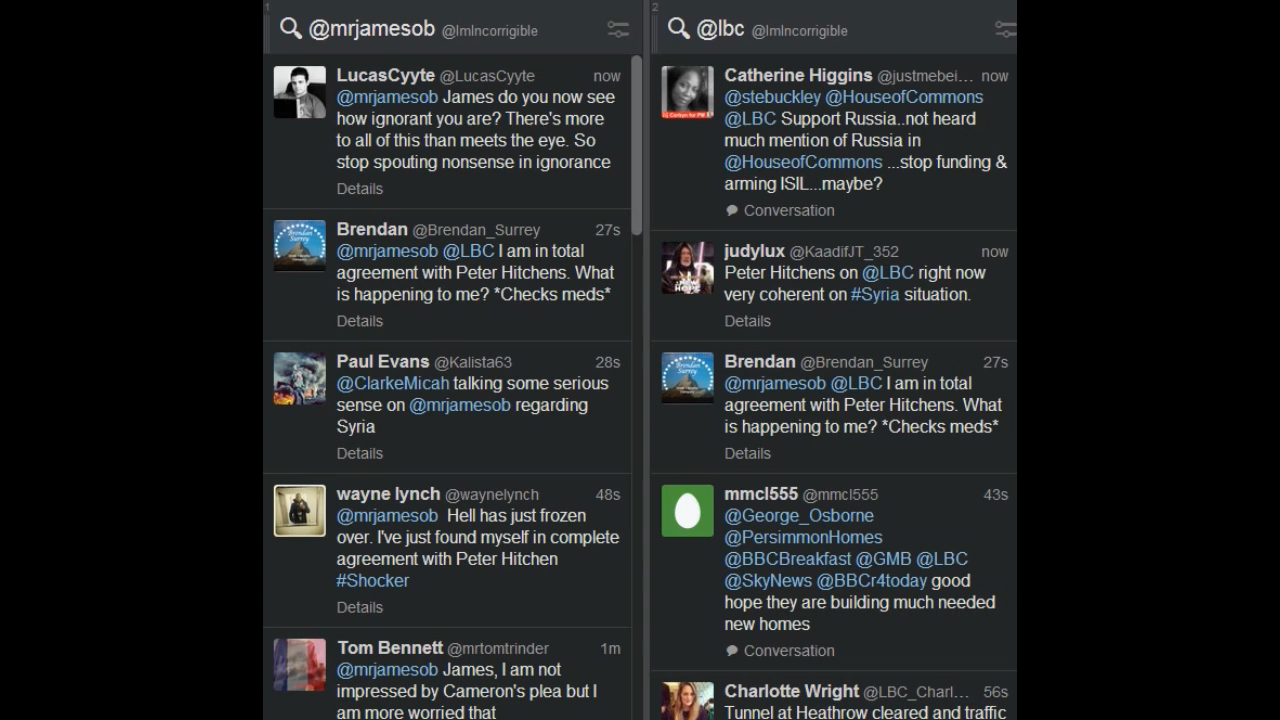 1
@mrjamesob @ImIncorrigible
LucasCyyte @LucasCyyte now
@mrjamesob James do you now see
how ignorant you are? There's more
to all of this than meets the eye. So
stop spouting nonsense in ignorance
Details
Brendan @Brendan_Surrey 27s
@mrjamesob @LBC I am in total
agreement with Peter Hitchens. What
is happening to me? *Checks meds*
Details
Paul Evans @Kalista63 28s
@ClarkeMicah talking some serious
sense on @mrjamesob regarding
Syria
Details
wayne lynch @waynelynch 48s
@mrjamesob Hell has just frozen
over. I've just found myself in complete
agreement with Peter Hitchen
#Shocker
Details
Tom Bennett @mrtomtrinder 1m
@mrjamesob James, I am not
impressed by Cameron's plea but I
am more worried that
2
@lbc @ImIncorrigible
Catherine Higgins @justmebei... now
@stebuckley @HouseofCommons
@LBC Support Russia..not heard
much mention of Russia in
@HouseofCommons ...stop funding &
arming ISIL...maybe?
Conversation
judylux @KaadifJT_352 now
Peter Hitchens on @LBC right now
very coherent on #Syria situation.
Details
Brendan @Brendan_Surrey 27s
@mrjamesob @LBC I am in total
agreement with Peter Hitchens. What
is happening to me? *Checks meds*
Details
mmcl555 @mmcl555 43s
@George_Osborne
@PersimmonHomes
@BBCBreakfast @GMB @LBC
@SkyNews @BBCr4today good
hope they are building much needed
new homes
Conversation
Charlotte Wright @LBC_Charl... 56s
Tunnel at Heathrow cleared and traffic